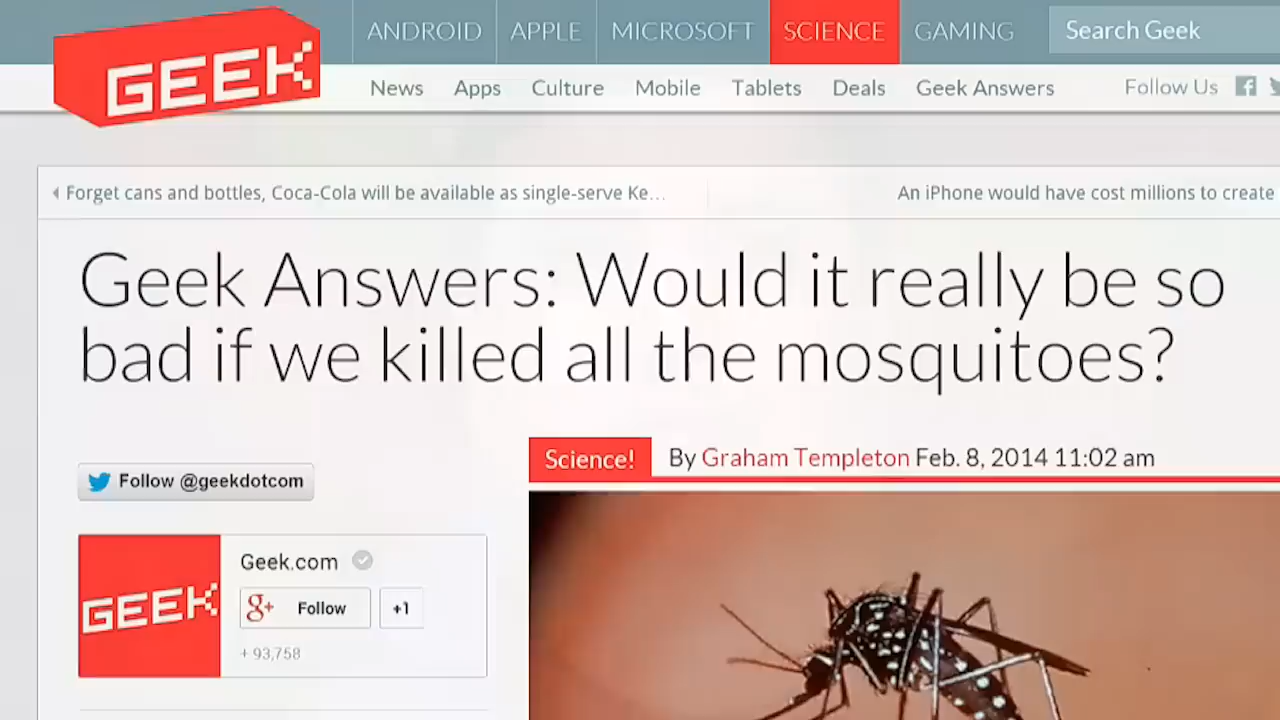 GEEK
ANDROID APPLE MICROSOFT SCIENCE GAMING Search Geek
News Apps Culture Mobile Tablets Deals Geek Answers Follow Us
Forget cans and bottles, Coca-Cola will be available as single-serve Ke...
An iPhone would have cost millions to create
Geek Answers: Would it really be so
bad if we killed all the mosquitoes?
Science! By Graham Templeton Feb. 8, 2014 11:02 am
Follow @geekdotcom
GEEK
Geek.com
g+ Follow +1
+ 93,758